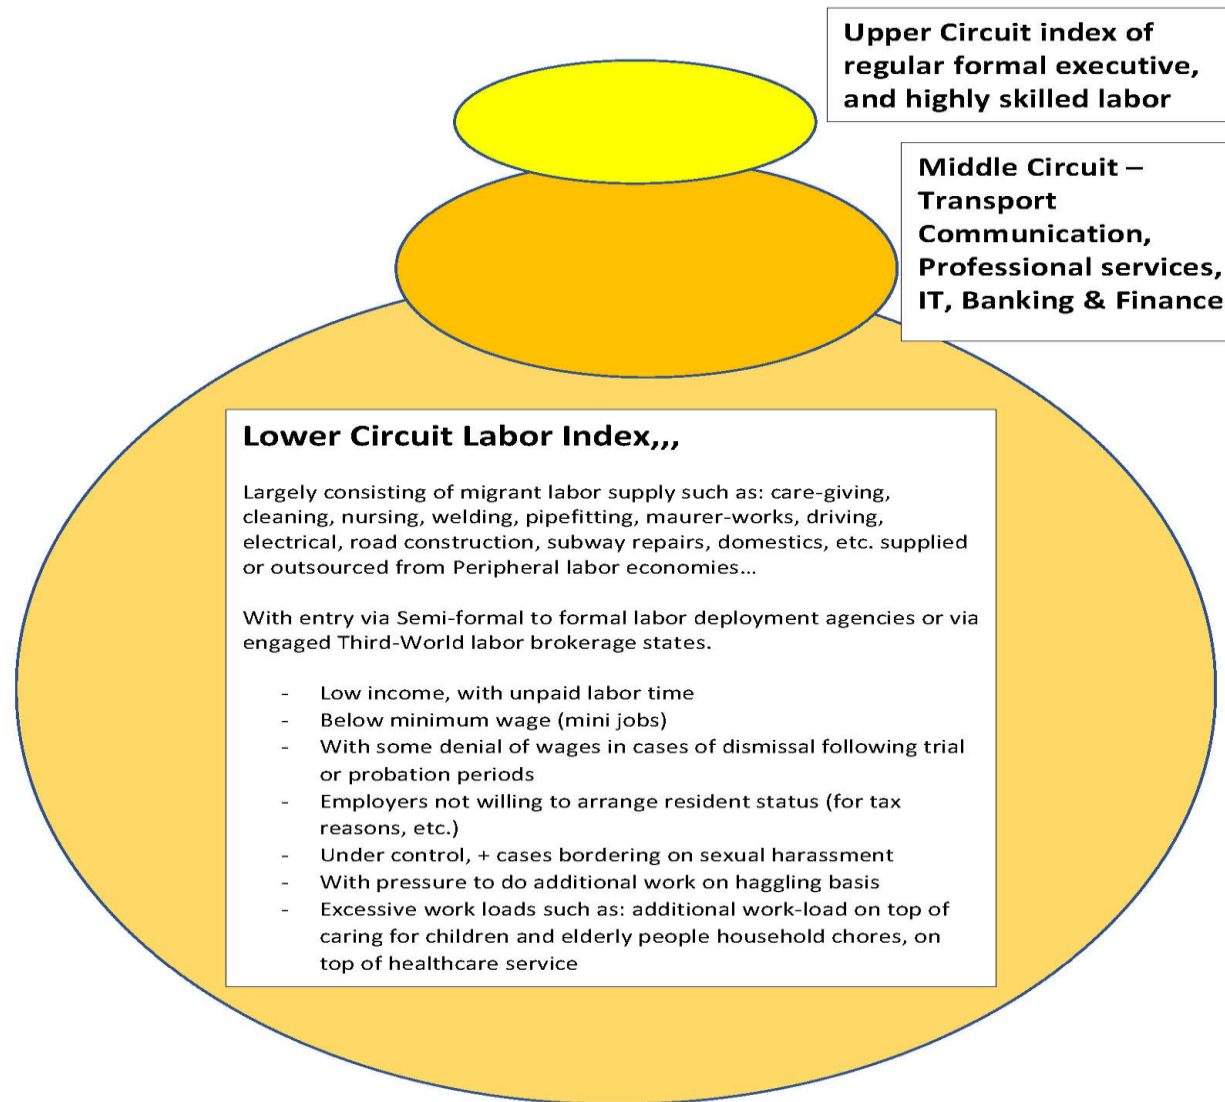 Upper Circuit index of
regular formal executive,
and highly skilled labor
Middle Circuit –
Transport
Communication,
Professional services,
IT, Banking & Finance
Lower Circuit Labor Index,,,
Largely consisting of migrant labor supply such as: care-giving,
cleaning, nursing, welding, pipefitting, maurer-works, driving,
electrical, road construction, subway repairs, domestics, etc. supplied
or outsourced from Peripheral labor economies…
With entry via Semi-formal to formal labor deployment agencies or via
engaged Third-World labor brokerage states.
- Low income, with unpaid labor time
- Below minimum wage (mini jobs)
- With some denial of wages in cases of dismissal following trial
or probation periods
- Employers not willing to arrange resident status (for tax
reasons, etc.)
- Under control, + cases bordering on sexual harassment
- With pressure to do additional work on haggling basis
- Excessive work loads such as: additional work-load on top of
caring for children and elderly people household chores, on
top of healthcare service